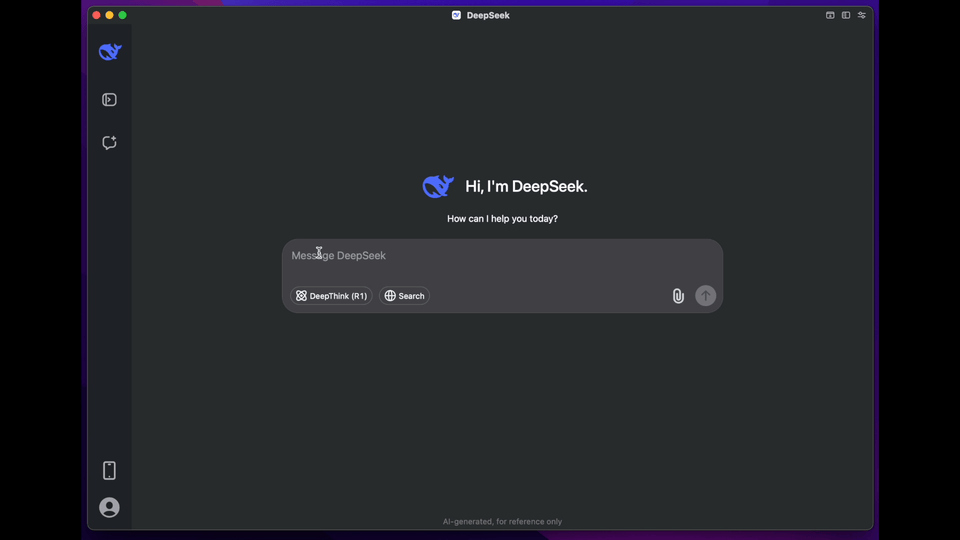 DeepSeek
Hi, I'm DeepSeek.
How can I help you today?
Message DeepSeek
DeepThink (R1)
Search
AI-generated, for reference only